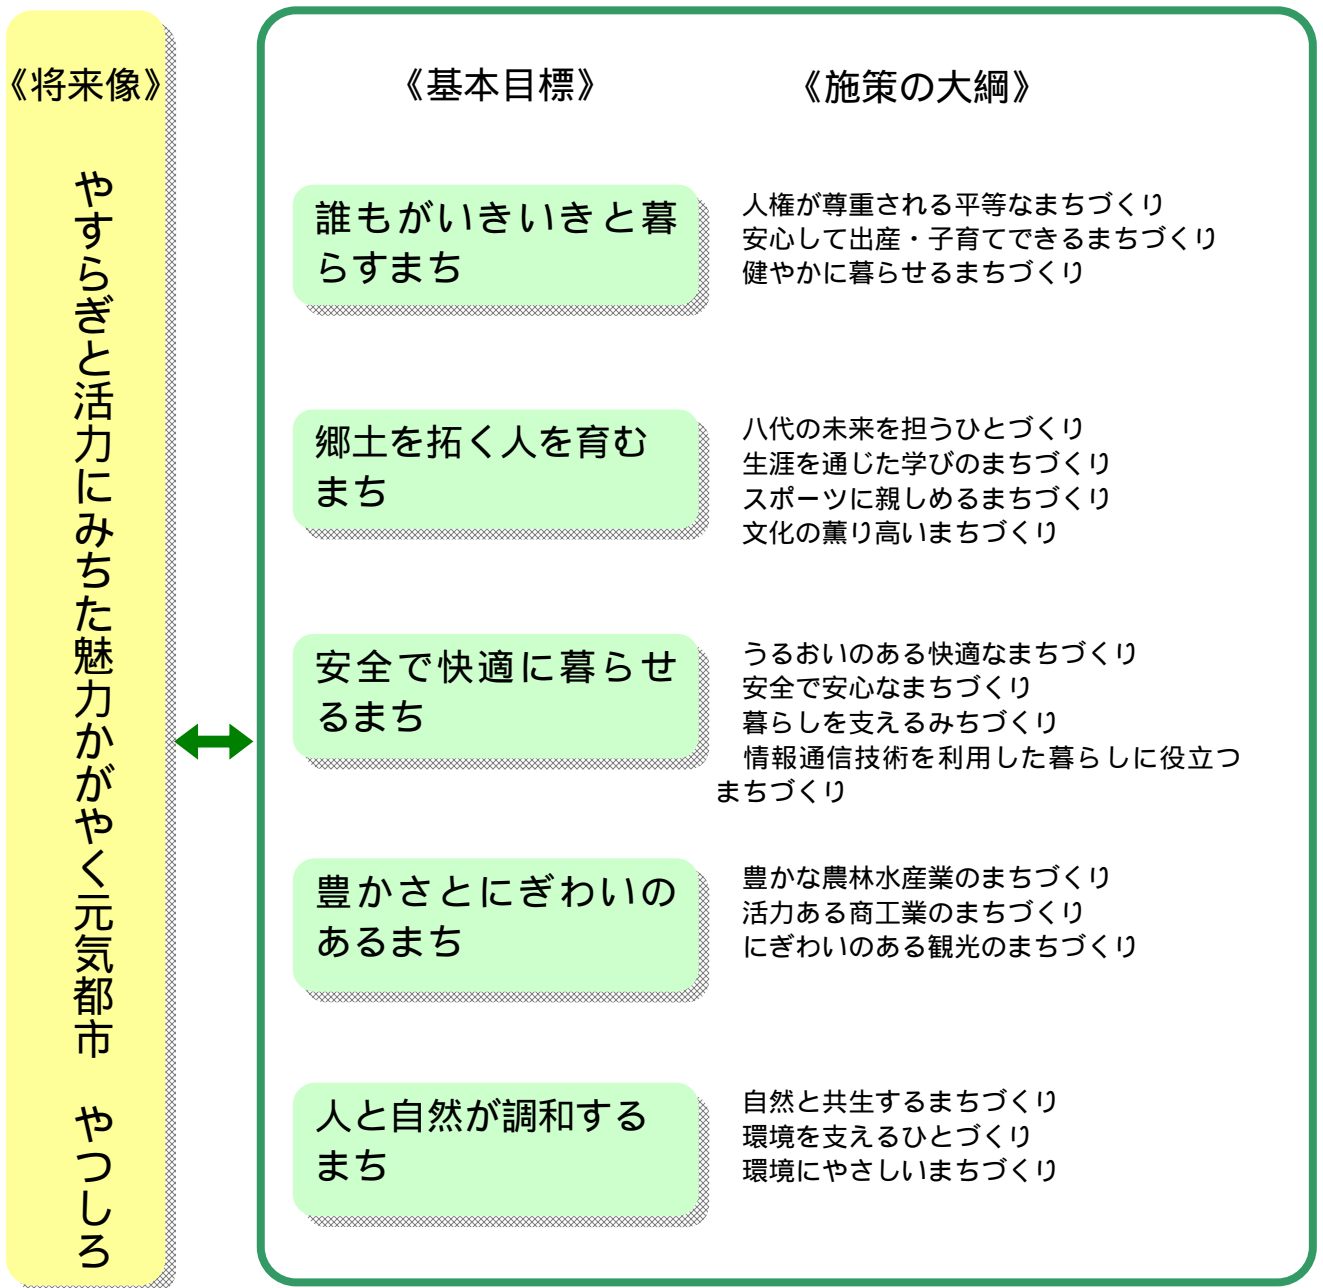 《将来像》
やすらぎと活力にみちた魅力かがやく元気都市　やつしろ
《基本目標》
《施策の大綱》
誰もがいきいきと暮
らすまち
人権が尊重される平等なまちづくり
安心して出産・子育てできるまちづくり
健やかに暮らせるまちづくり
郷土を拓く人を育む
まち
八代の未来を担うひとづくり
生涯を通じた学びのまちづくり
スポーツに親しめるまちづくり
文化の薫り高いまちづくり
安全で快適に暮らせ
るまち
うるおいのある快適なまちづくり
安全で安心なまちづくり
暮らしを支えるみちづくり
情報通信技術を利用した暮らしに役立つ
まちづくり
豊かさとにぎわいの
あるまち
豊かな農林水産業のまちづくり
活力ある商工業のまちづくり
にぎわいのある観光のまちづくり
人と自然が調和する
まち
自然と共生するまちづくり
環境を支えるひとづくり
環境にやさしいまちづくり